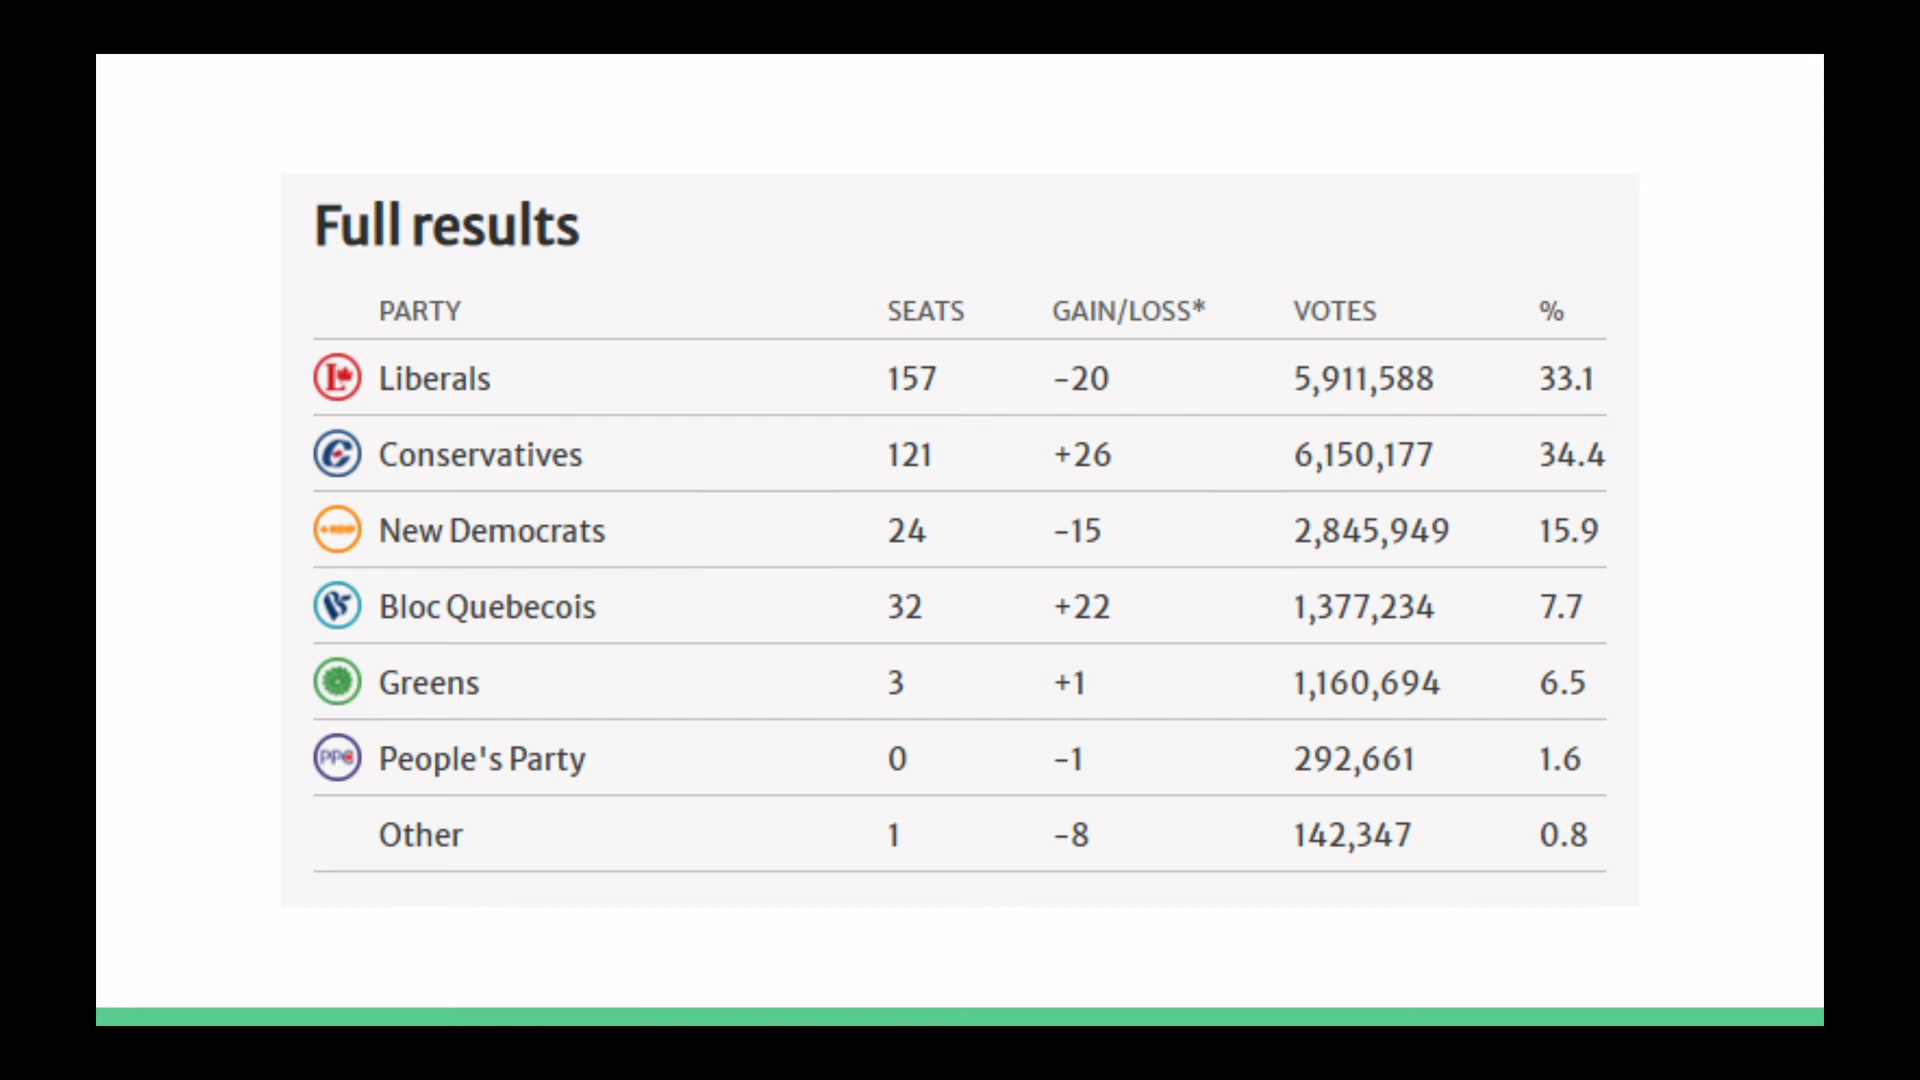 Full results
PARTY SEATS GAIN/LOSS* VOTES %
Liberals 157 -20 5,911,588 33.1
Conservatives 121 +26 6,150,177 34.4
New Democrats 24 -15 2,845,949 15.9
Bloc Quebecois 32 +22 1,377,234 7.7
Greens 3 +1 1,160,694 6.5
PPC People's Party 0 -1 292,661 1.6
Other 1 -8 142,347 0.8